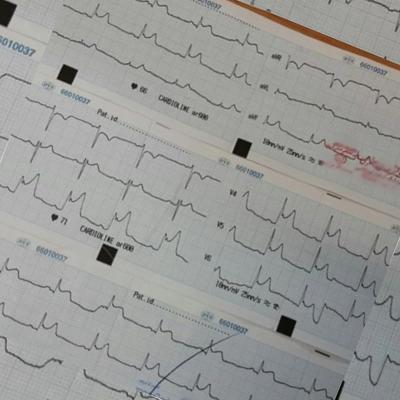 66010037
66010037
aVR
aVL
aVF
66 CARDIOLINE ar600
10mm/mV 25mm/s
66010037
Pat.id.
66010037
V4
V5
V6
71 CARDIOLINE ar600
10mm/mV 25mm/s
66010037
Pat.id.
66010037